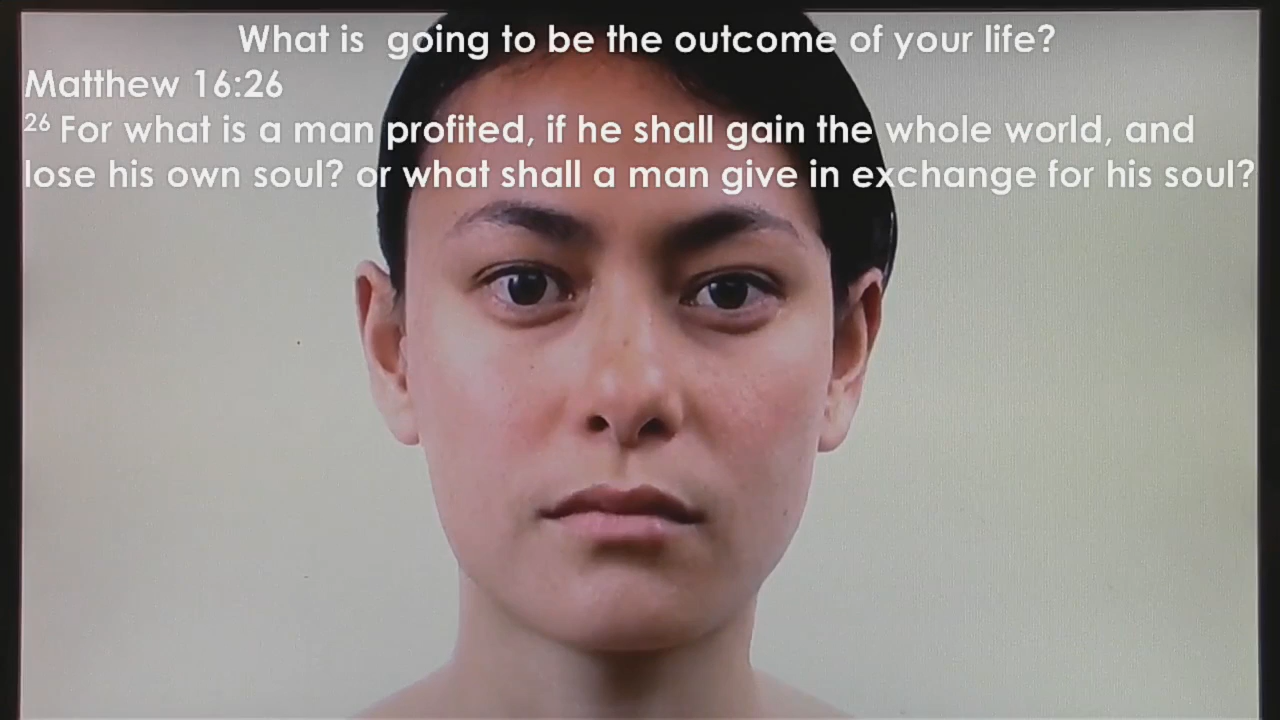 What is  going to be the outcome of your life?
Matthew 16:26
26 For what is a man profited, if he shall gain the whole world, and
lose his own soul? or what shall a man give in exchange for his soul?